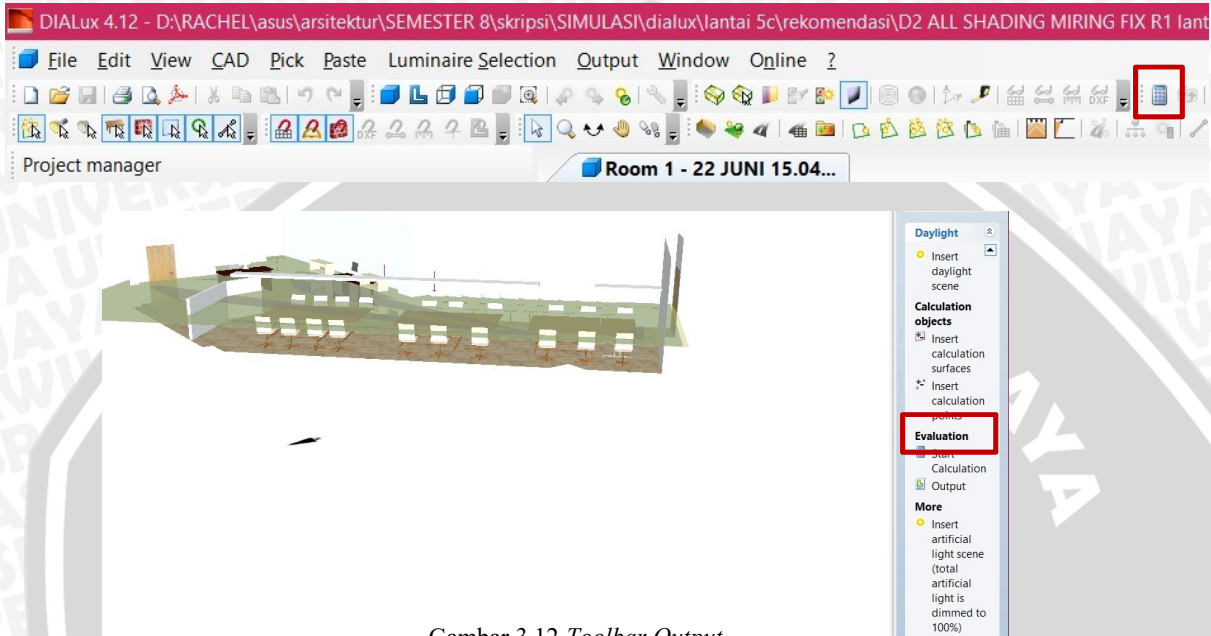 DIALux 4.12 - D:\RACHEL\asus\arsitektur\SEMESTER 8\skripsi\SIMULASI\dialux\lantai 5c\rekomendasi\D2 ALL SHADING MIRING FIX R1 lant
File Edit View CAD Pick Paste Luminaire Selection Output Window Online ?
Project manager
Room 1 - 22 JUNI 15.04...
Daylight
Insert
daylight
scene
Calculation
objects
Insert
calculation
surfaces
Insert
calculation
points
Evaluation
Start
Calculation
Output
More
Insert
artificial
light scene
(total
artificial
light is
dimmed to
100%)
Gambar 3.12 Toolbar Output